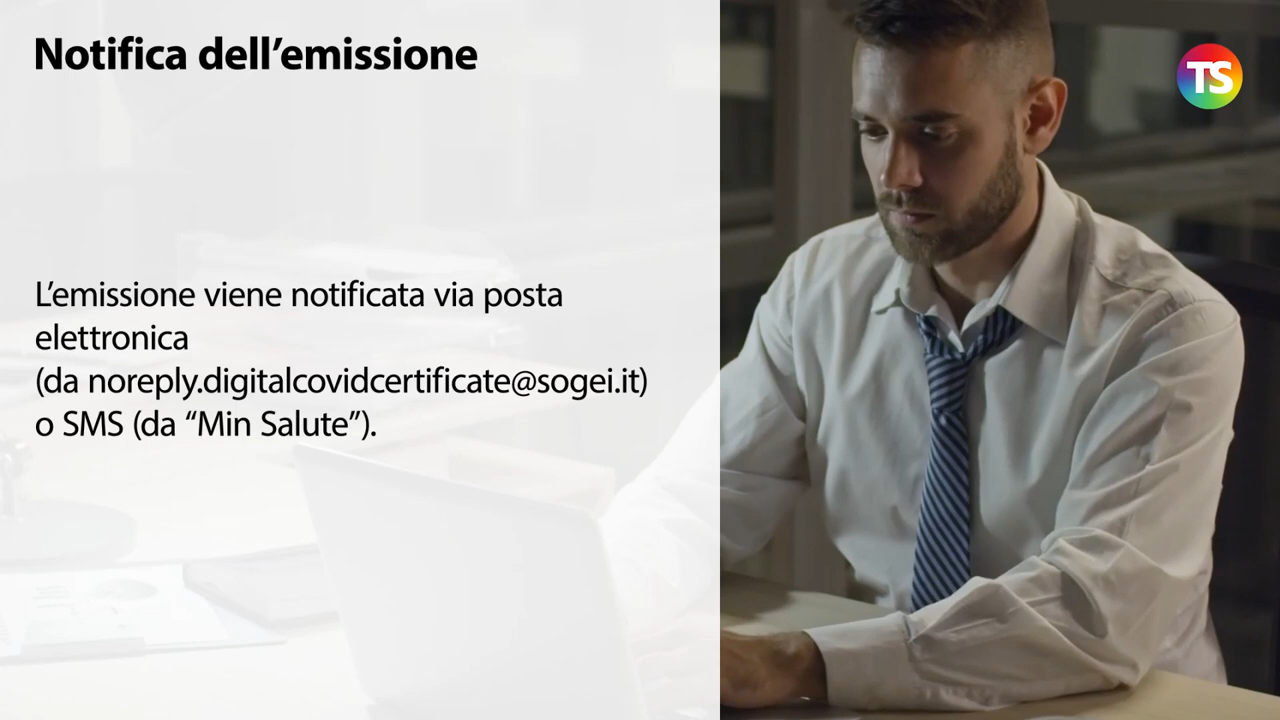 Notifica dell’emissione
TS
L’emissione viene notificata via posta
elettronica
(da noreply.digitalcovidcertificate@sogei.it)
o SMS (da “Min Salute”).